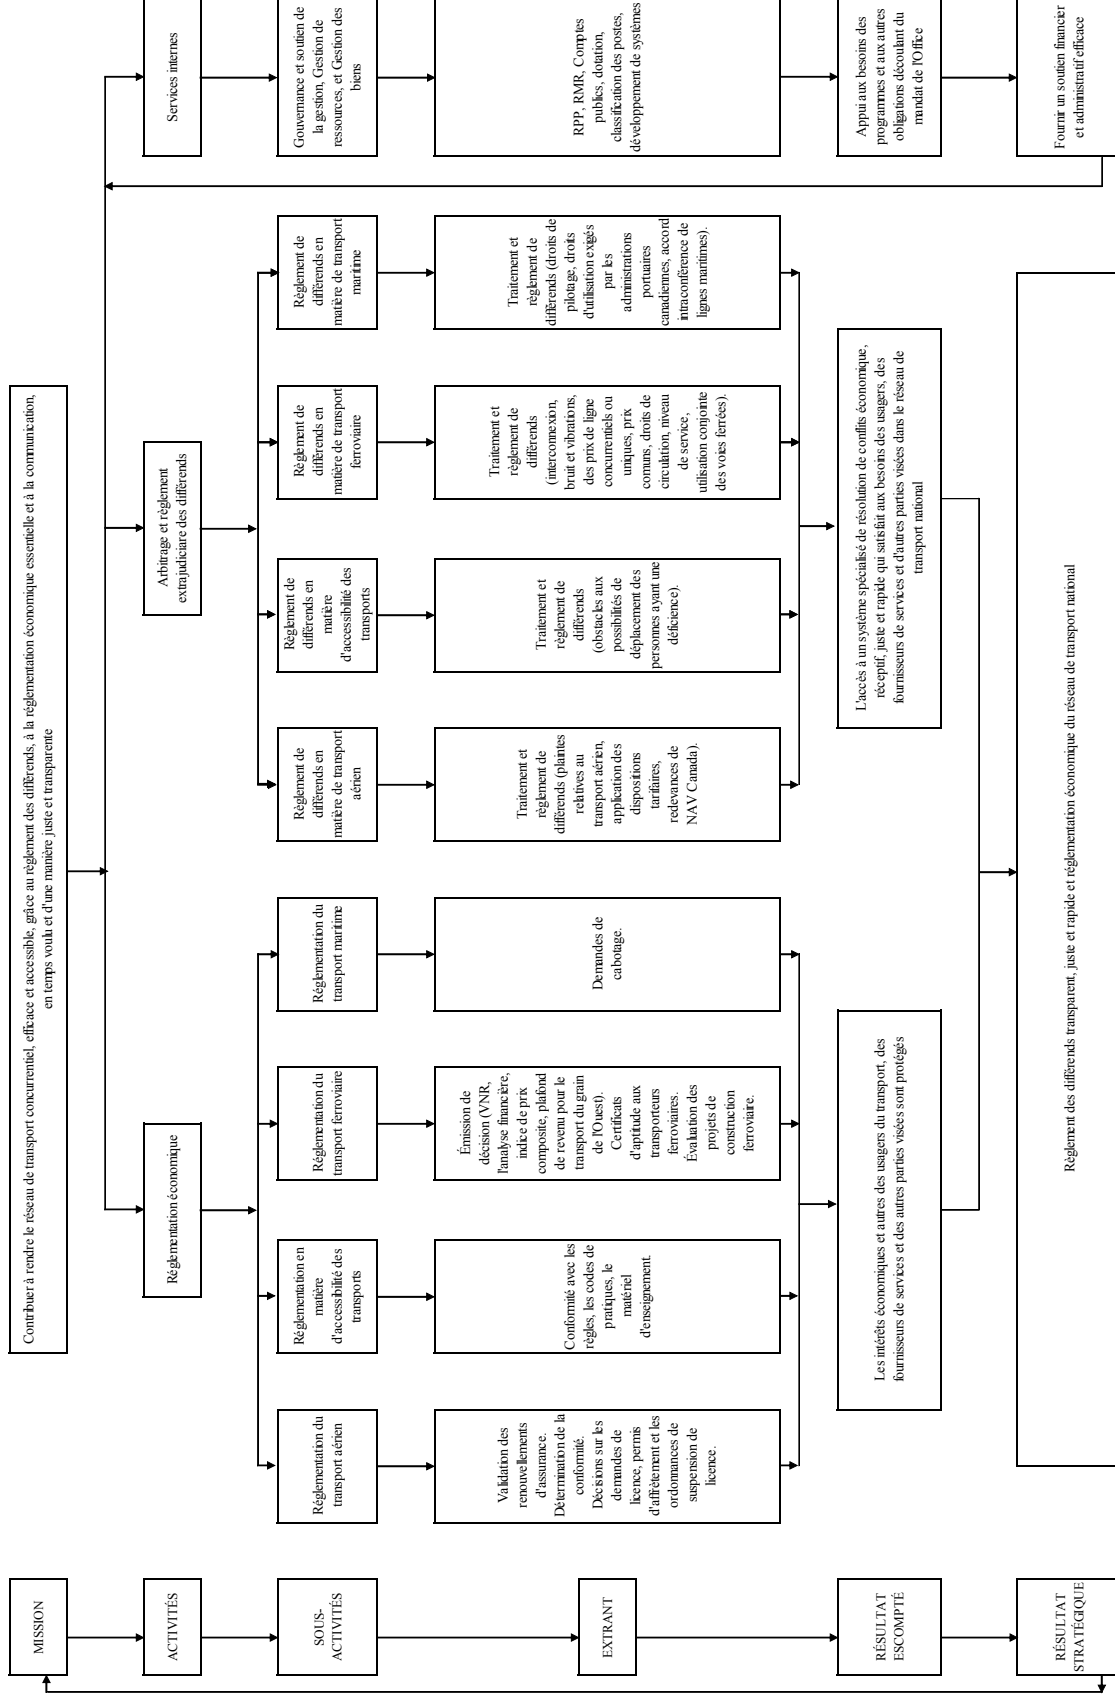 MISSION
Contribuer à rendre le réseau de transport concurrentiel, efficace et accessible, grâce au règlement des différends, à la réglementation économique essentielle et à la communication,
en temps voulu et d'une manière juste et transparente
ACTIVITÉS
Réglementation économique
Arbitrage et règlement
extrajudiciare des différends
Services internes
SOUS-
ACTIVITÉS
Réglementation du
transport aérien
Réglementation en
matière
d'accessibilité des
transports
Réglementation du
transport ferroviaire
Réglementation du
transport maritime
Règlement de
différends en
matière de transport
aérien
Règlement de
différends en
matière
d'accessibilité des
transports
Règlement de
différends en
matière de transport
ferroviaire
Règlement de
différends en
matière de transport
maritime
Gouvernance et soutien de
la gestion, Gestion de
ressources, et Gestion des
biens
EXTRANT
Validation des
renouvellements
d'assurance.
Détermination de la
conformité.
Décisions sur les
demandes de
licence, permis
d'affrètement et les
ordonnances de
suspension de
licence.
Conformité avec les
règles, les codes de
pratiques, le
matériel
d'enseignement.
Émission de
décision (VNR,
l'analyse financière,
indice de prix
composite, plafond
de revenu pour le
transport du grain
de l'Ouest).
Certificats
d'aptitude aux
transporteurs
ferroviaires.
Évaluation des
projets de
construction
ferroviaire.
Demandes de
cabotage.
Traitement et
règlement de
différends (plaintes
relatives au
transport aérien,
application des
dispositions
tarifaires,
redevances de
NAV Canada).
Traitement et
règlement de
différends
(obstacles aux
possibilités de
déplacement des
personnes ayant une
déficience).
Traitement et
règlement de
différends
(interconnexion,
bruit et vibrations,
des prix de ligne
concurrentiels ou
uniques, prix
comuns, droits de
circulation, niveau
de service,
utilisation conjointe
des voies ferrées).
Traitement et
règlement de
différends (droits de
pilotage, droits
d'utilisation exigés
par les
administrations
portuaires
canadiennes, accord
intraconférence de
lignes maritimes).
RPP, RMR, Comptes
publics, dotation,
classification des postes,
développement de systèmes
RÉSULTAT
ESCOMPTÉ
Les intérêts économiques et autres des usagers du transport, des
fournisseurs de services et des autres parties visées sont protégés
L'accès à un système spécialisé de résolution de conflits économique,
réceptif, juste et rapide qui satisfait aux besoins des usagers, des
fournisseurs de services et d'autres parties visées dans le réseau de
transport national
Appui aux besoins des
programmes et aux autres
obligations découlant du
mandat de l'Office
RÉSULTAT
STRATÉGIQUE
Règlement des différends transparent, juste et rapide et réglementation économique du réseau de transport national
Fournir un soutien financier
et administratif efficace